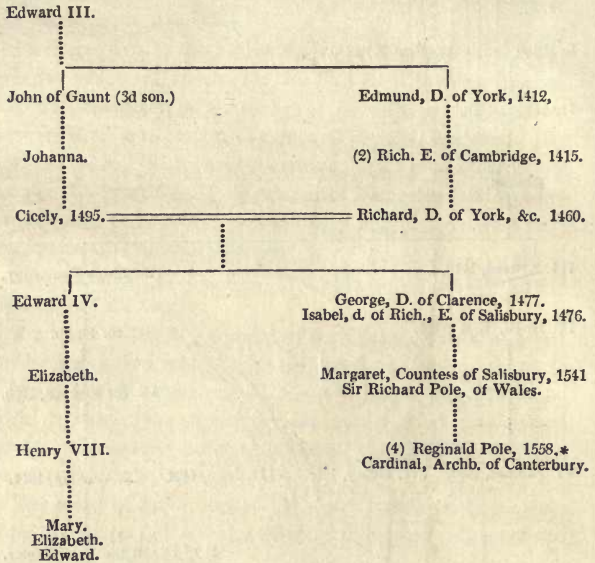 Edward III.
John of Gaunt (3d son.)
Edmund, D. of York, 1412,
Johanna.
(2) Rich. E. of Cambridge, 1415.
Cicely, 1495.
Richard, D. of York, &c. 1460.
Edward IV.
George, D. of Clarence, 1477.
Isabel, d. of Rich., E. of Salisbury, 1476.
Elizabeth.
Margaret, Countess of Salisbury, 1541
Sir Richard Pole, of Wales.
Henry VIII.
(4) Reginald Pole, 1558.*
Cardinal, Archb. of Canterbury.
Mary.
Elizabeth.
Edward.